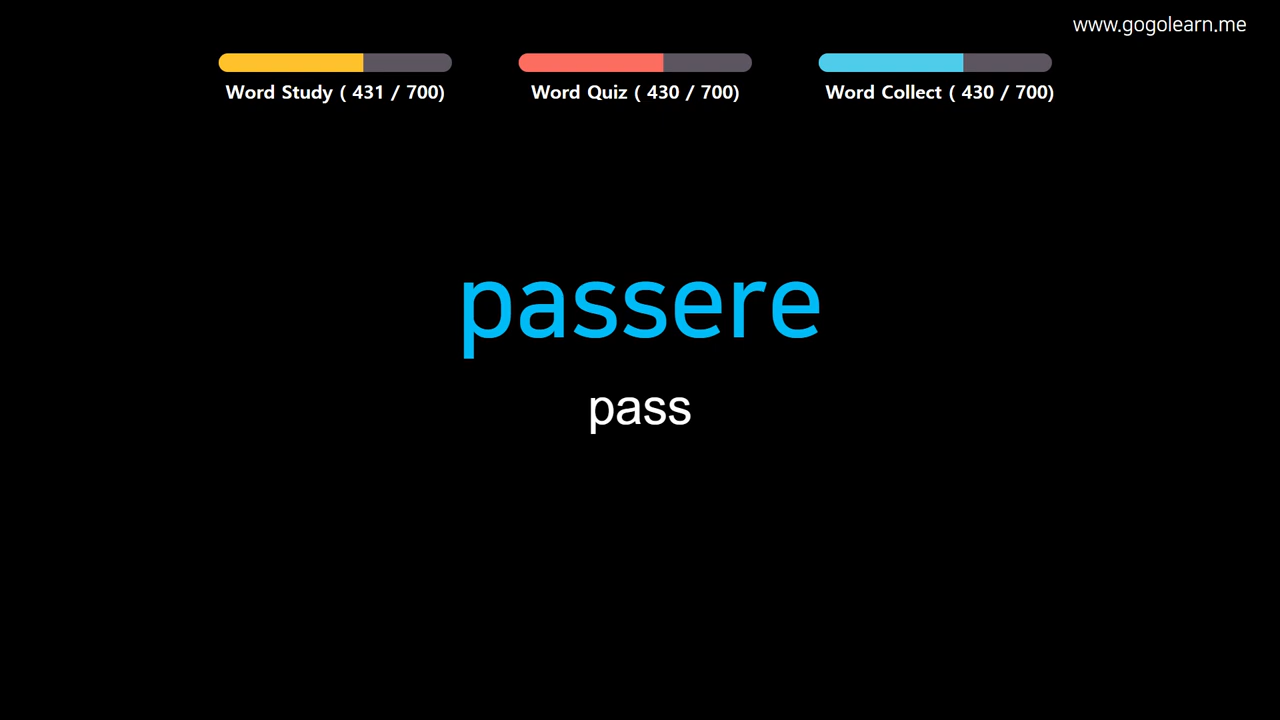 www.gogolearn.me
Word Study ( 431 / 700)
Word Quiz ( 430 / 700)
Word Collect ( 430 / 700)
passere
pass